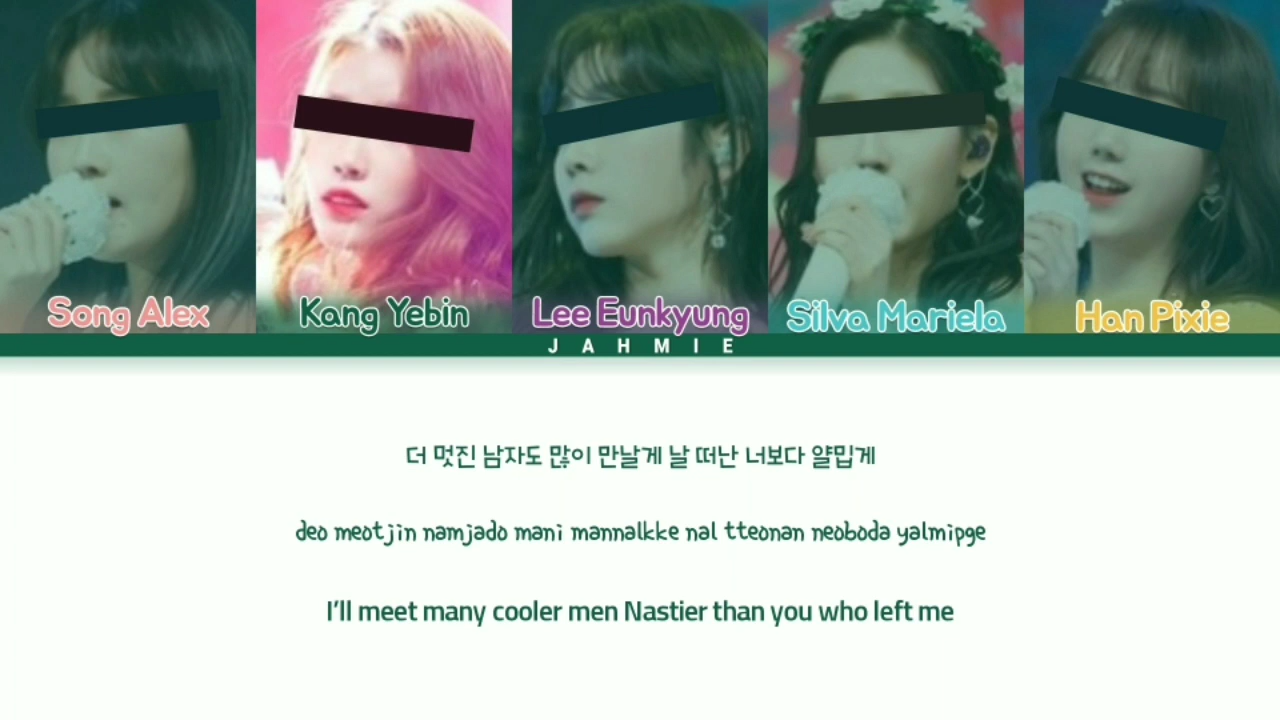 Song Alex
Kang Yebin
Lee Eunkyung
Silva Mariela
Han Pixie
JAHMIE
더 멋진 남자도 많이 만날게 날 떠난 너보다 얄밉게
deo meotjin namjado mani mannalkke nal tteonan neoboda yalmipge
I'll meet many cooler men Nastier than you who left me